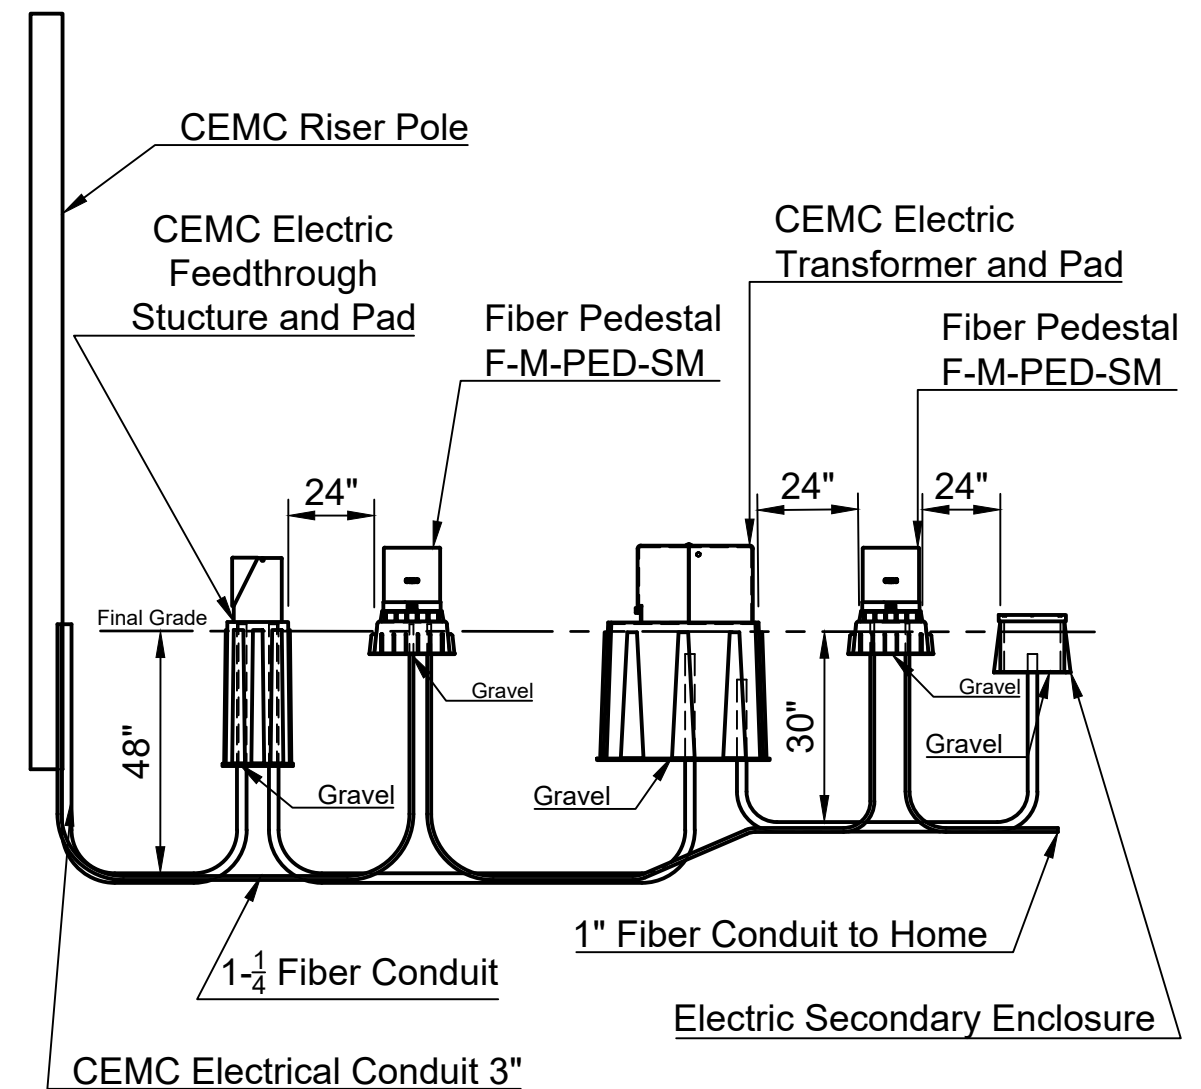 CEMC Riser Pole
CEMC Electric
Feedthrough
Stucture and Pad
CEMC Electric
Transformer and Pad
Fiber Pedestal
F-M-PED-SM
Fiber Pedestal
F-M-PED-SM
24"
24"
24"
Final Grade
48"
30"
Gravel
Gravel
Gravel
Gravel
Gravel
1-1/4 Fiber Conduit
1" Fiber Conduit to Home
Electric Secondary Enclosure
CEMC Electrical Conduit 3"